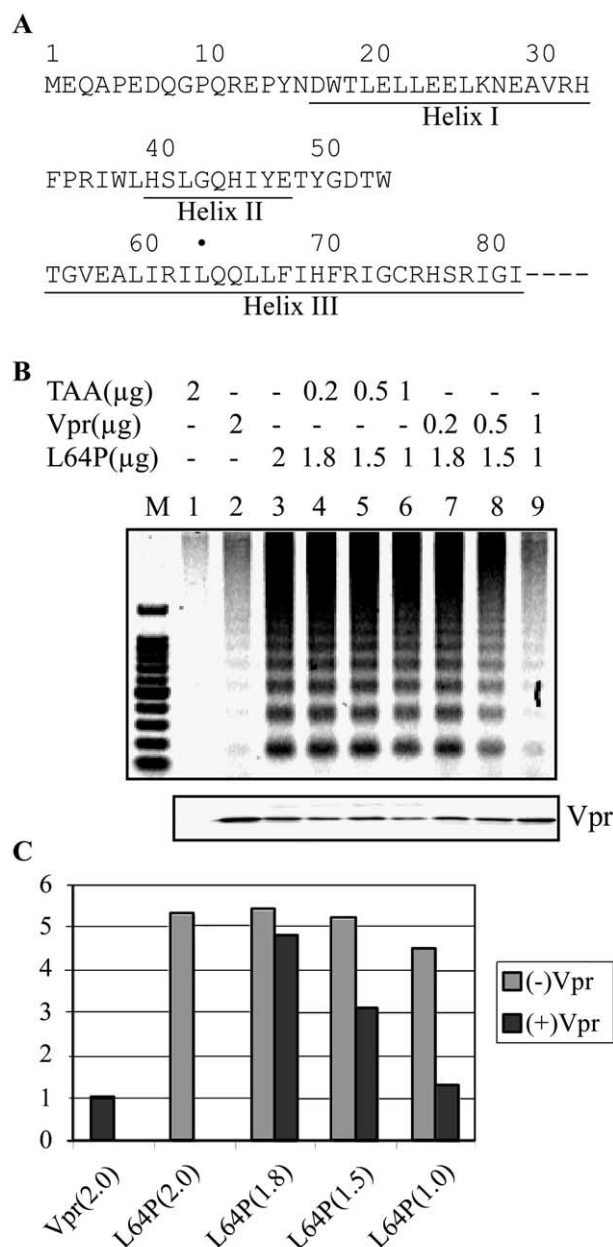 A
1 10 20 30
MEQAPEDQGPQREPYNDWTLELLEELKNEAVRH
Helix I
40 50
FPRIWLHSLGQHIYETYGDTW
Helix II
60 • 70 80
TGVEALIRILQQLLFIHFRIGCRHSRIGI----
Helix III
B
TAA(µg) 2 - - 0.2 0.5 1 - - -
Vpr(µg) - 2 - - - - 0.2 0.5 1
L64P(µg) - - 2 1.8 1.5 1 1.8 1.5 1
M 1 2 3 4 5 6 7 8 9
Vpr
C
6
5
4
3
2
1
0
(-)Vpr
(+)Vpr
Vpr(2.0) L64P(2.0) L64P(1.8) L64P(1.5) L64P(1.0)